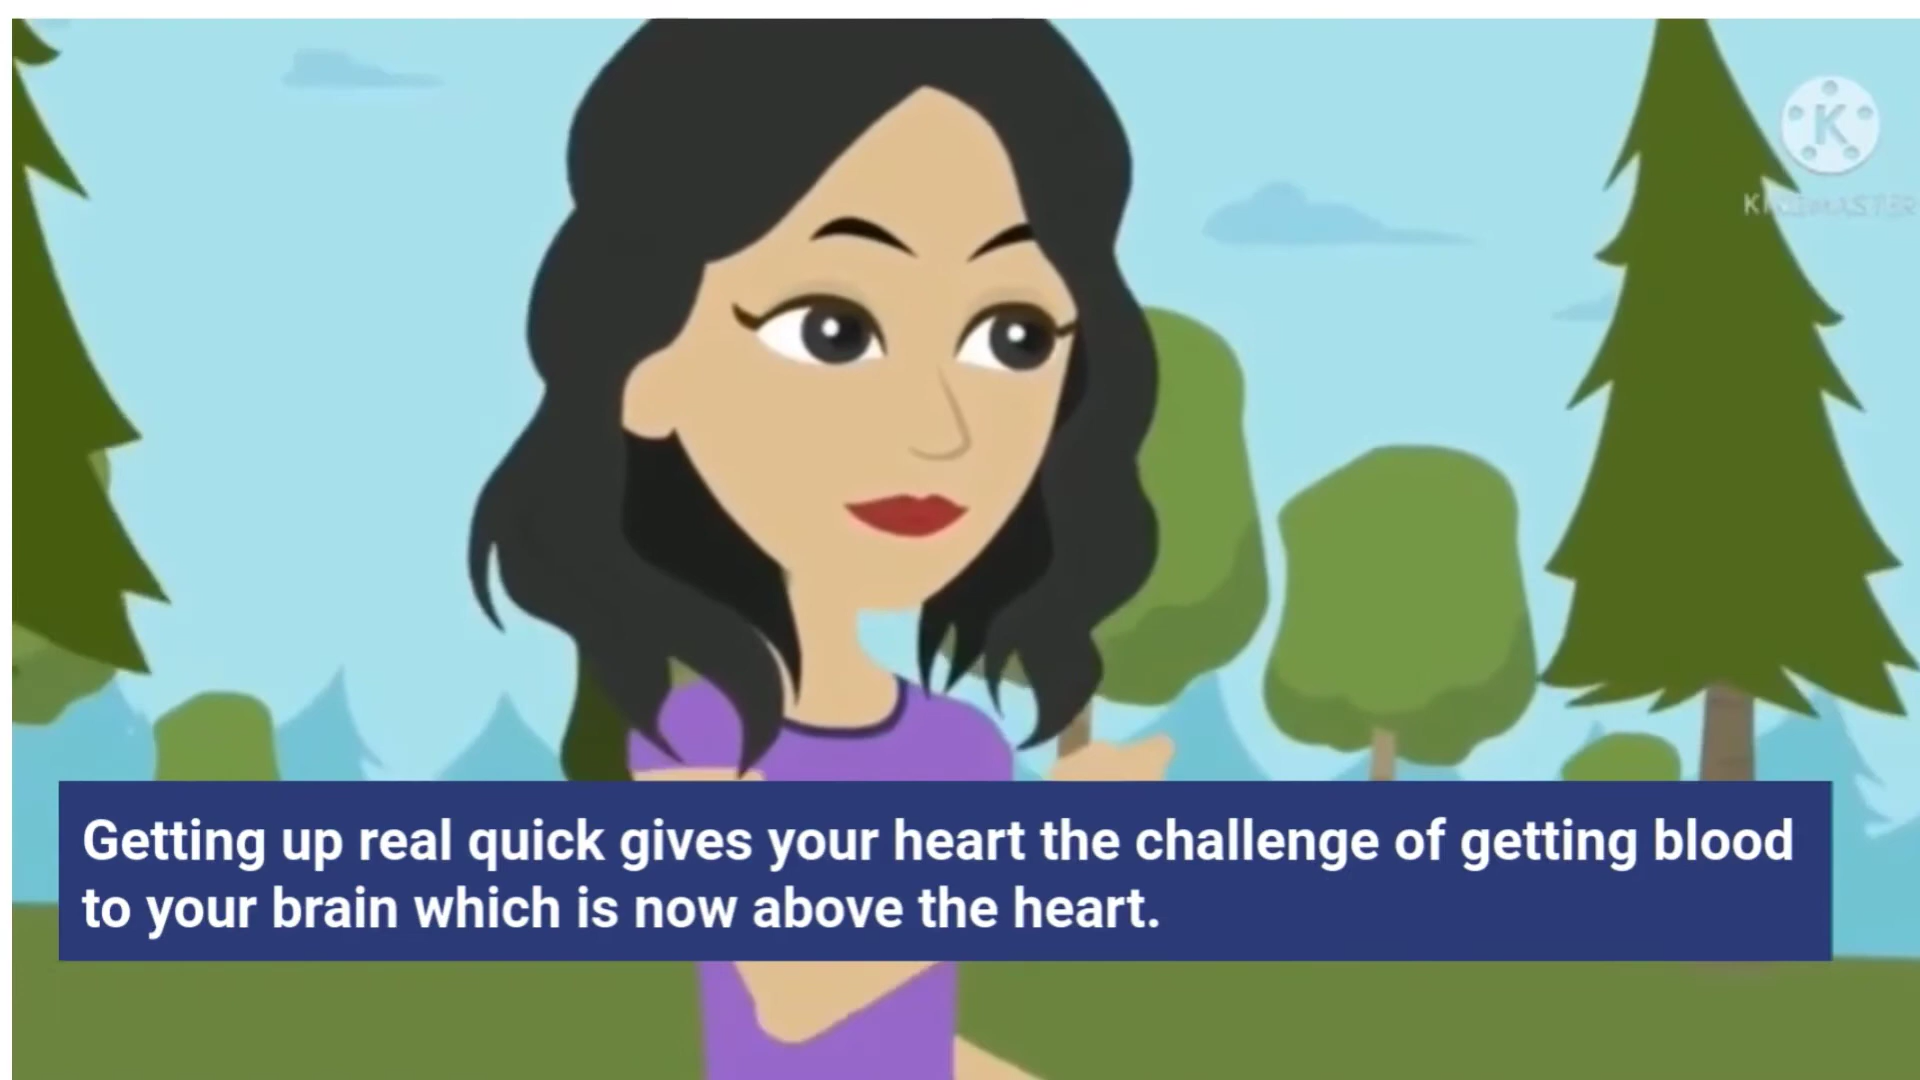 K
KINEMASTER
Getting up real quick gives your heart the challenge of getting blood
to your brain which is now above the heart.